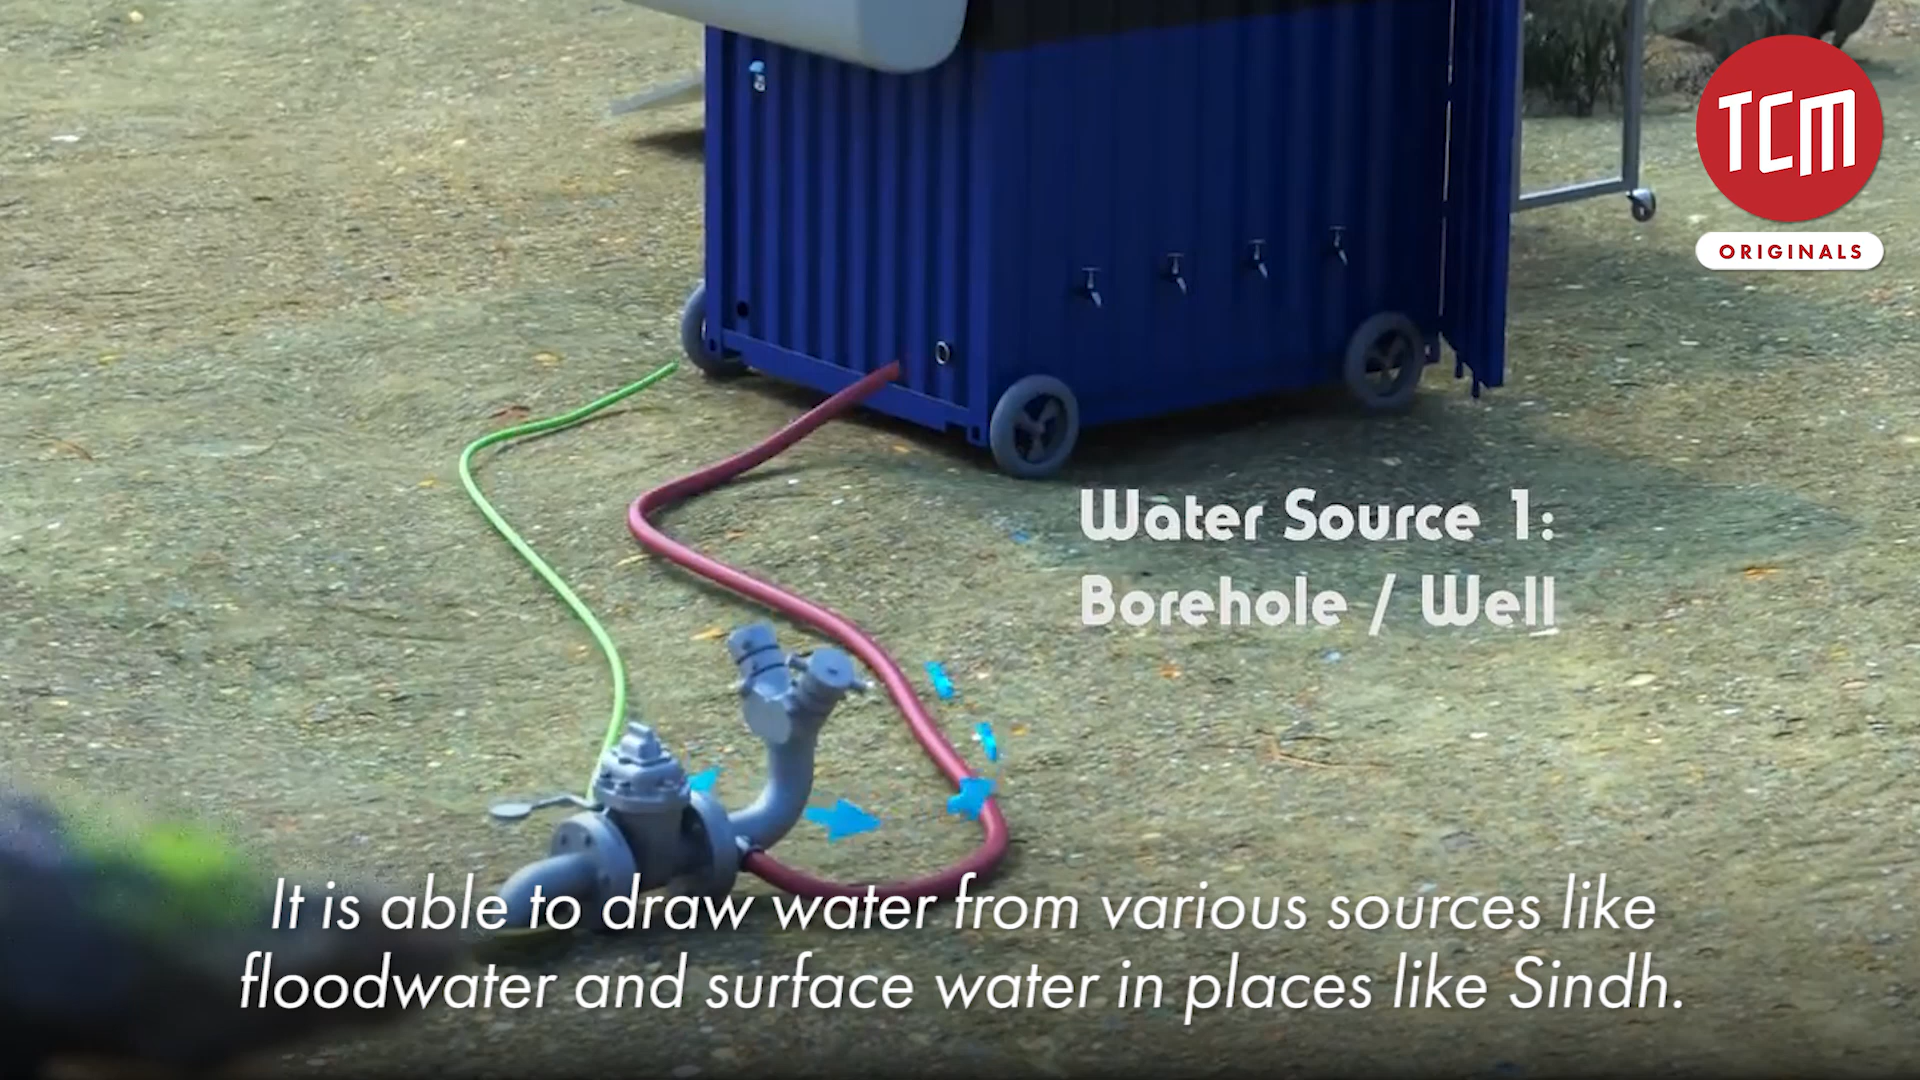 TCM
ORIGINALS
Water Source 1:
Borehole / Well
It is able to draw water from various sources like
floodwater and surface water in places like Sindh.